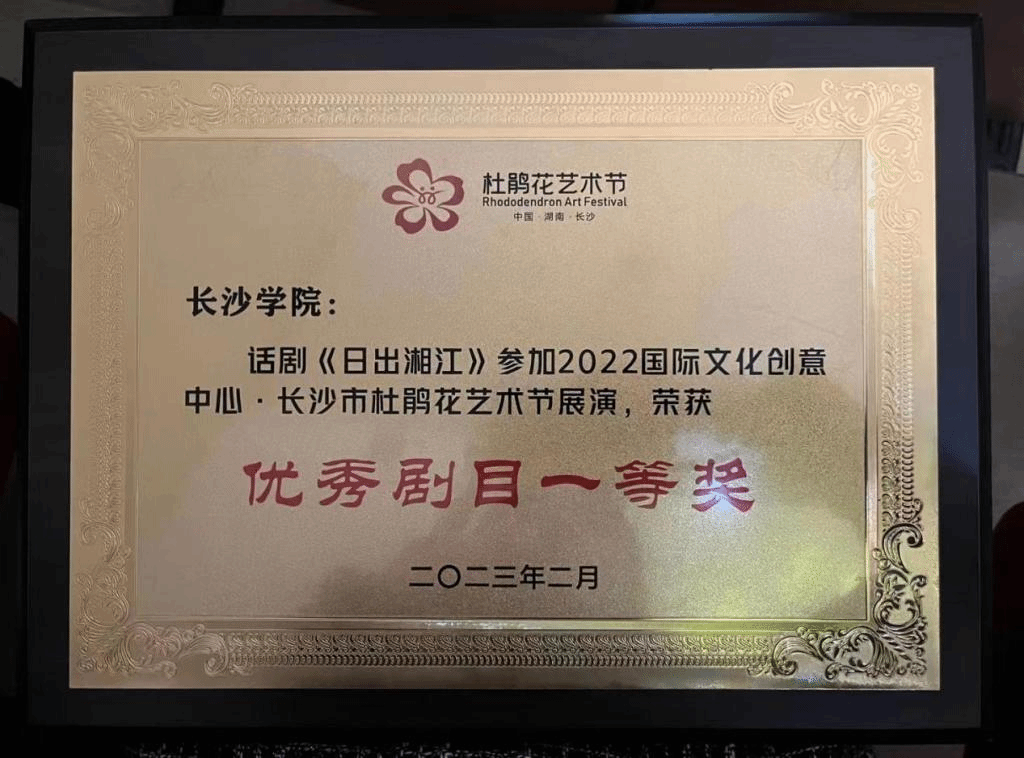 杜鹃花艺术节
Rhododendron Art Festival
中国·湖南·长沙
长沙学院：
话剧《日出湘江》参加2022国际文化创意
中心·长沙市杜鹃花艺术节展演，荣获
优秀剧目一等奖
二〇二三年二月